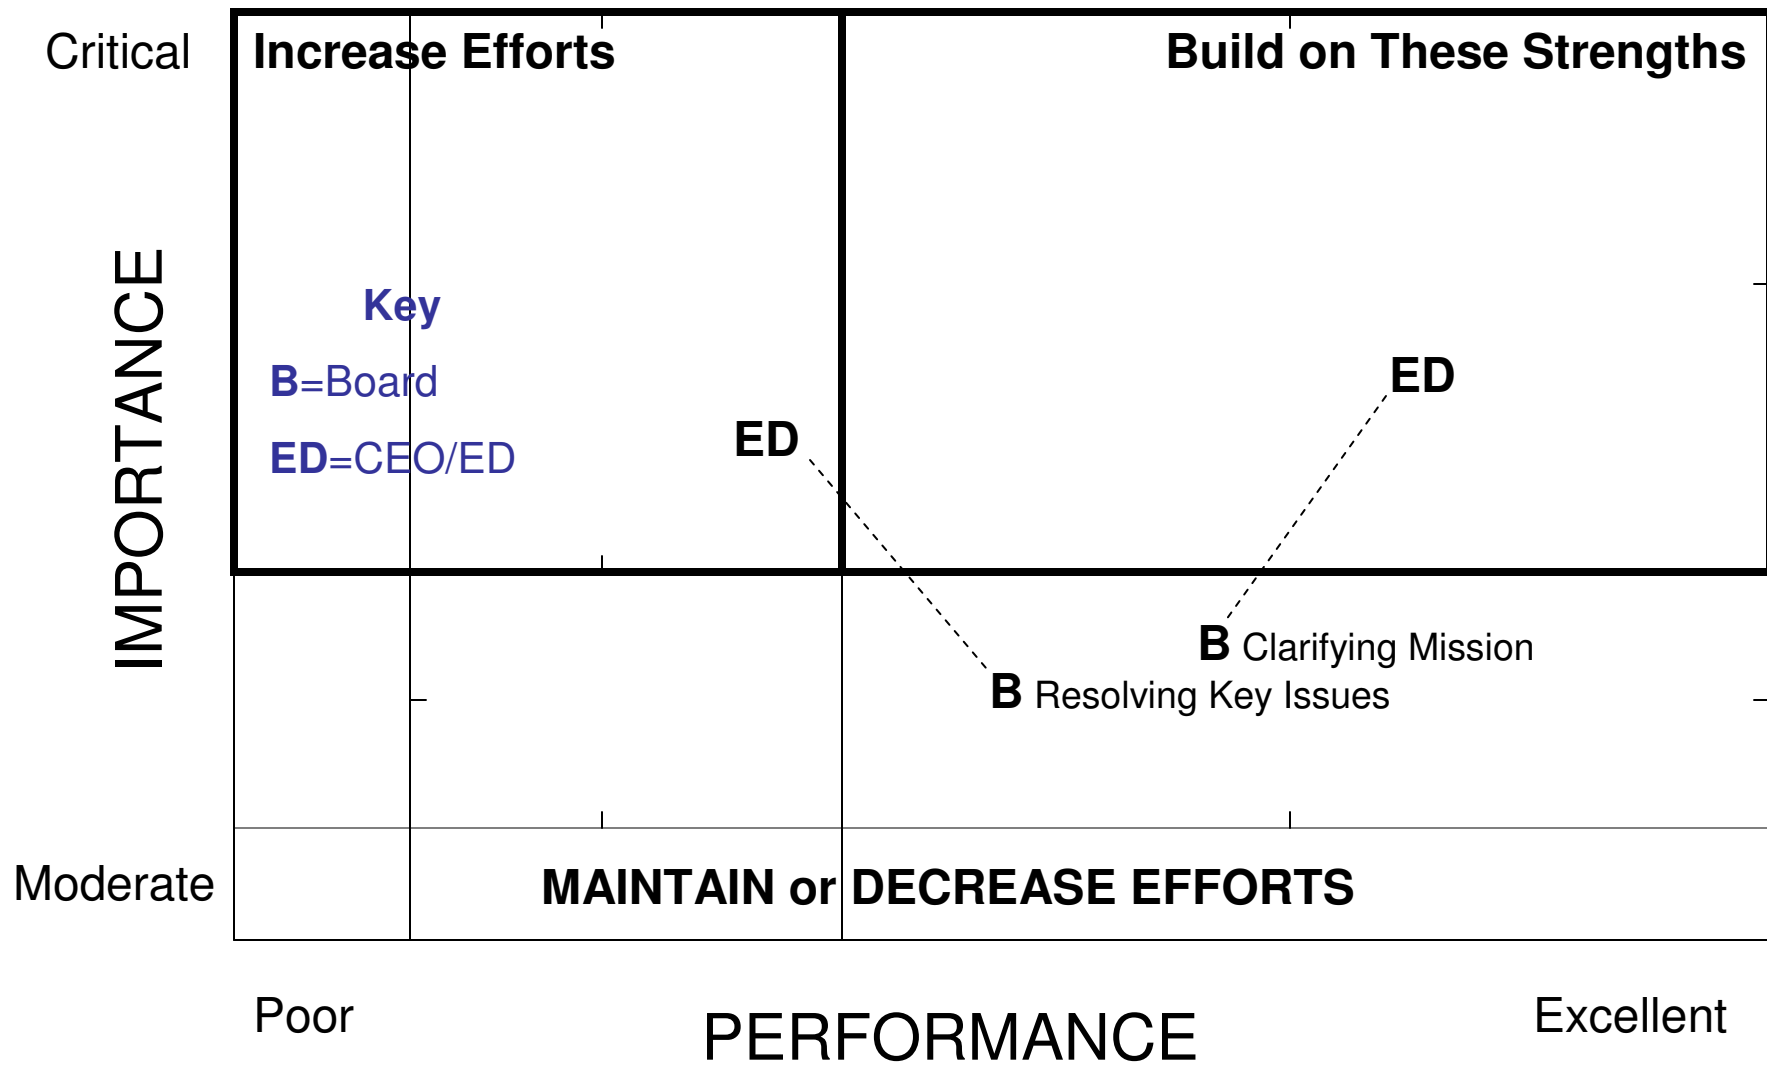 Critical
Increase Efforts
Build on These Strengths
IMPORTANCE
Key
B=Board
ED=CEO/ED
ED
ED
B Clarifying Mission
B Resolving Key Issues
Moderate
MAINTAIN or DECREASE EFFORTS
Poor
PERFORMANCE
Excellent